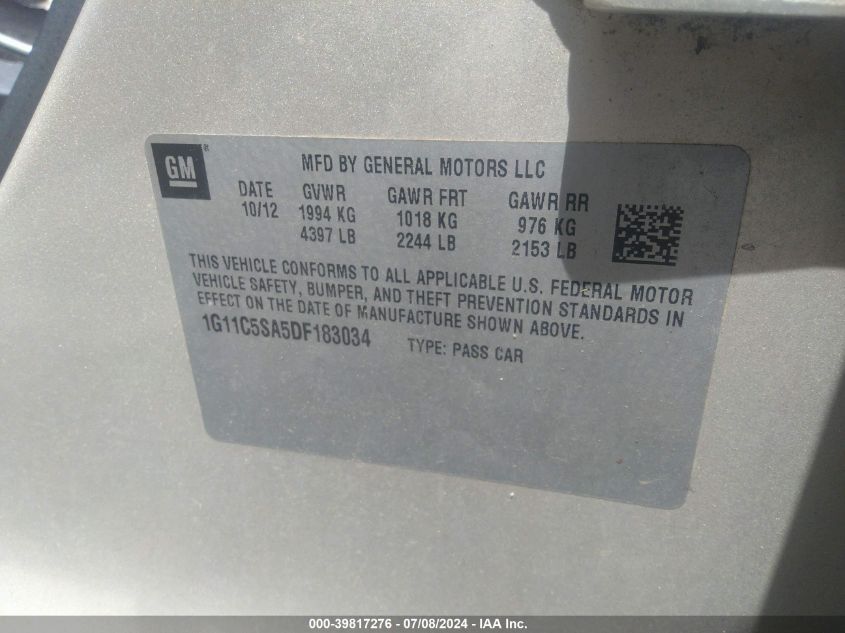 GM
MFD BY GENERAL MOTORS LLC
DATE GVWR GAWR FRT GAWR RR
10/12 1994 KG 1018 KG 976 KG
4397 LB 2244 LB 2153 LB
THIS VEHICLE CONFORMS TO ALL APPLICABLE U.S. FEDERAL MOTOR
VEHICLE SAFETY, BUMPER, AND THEFT PREVENTION STANDARDS IN
EFFECT ON THE DATE OF MANUFACTURE SHOWN ABOVE.
1G11C5SA5DF183034 TYPE: PASS CAR
000-39817276 - 07/08/2024 - IAA Inc.